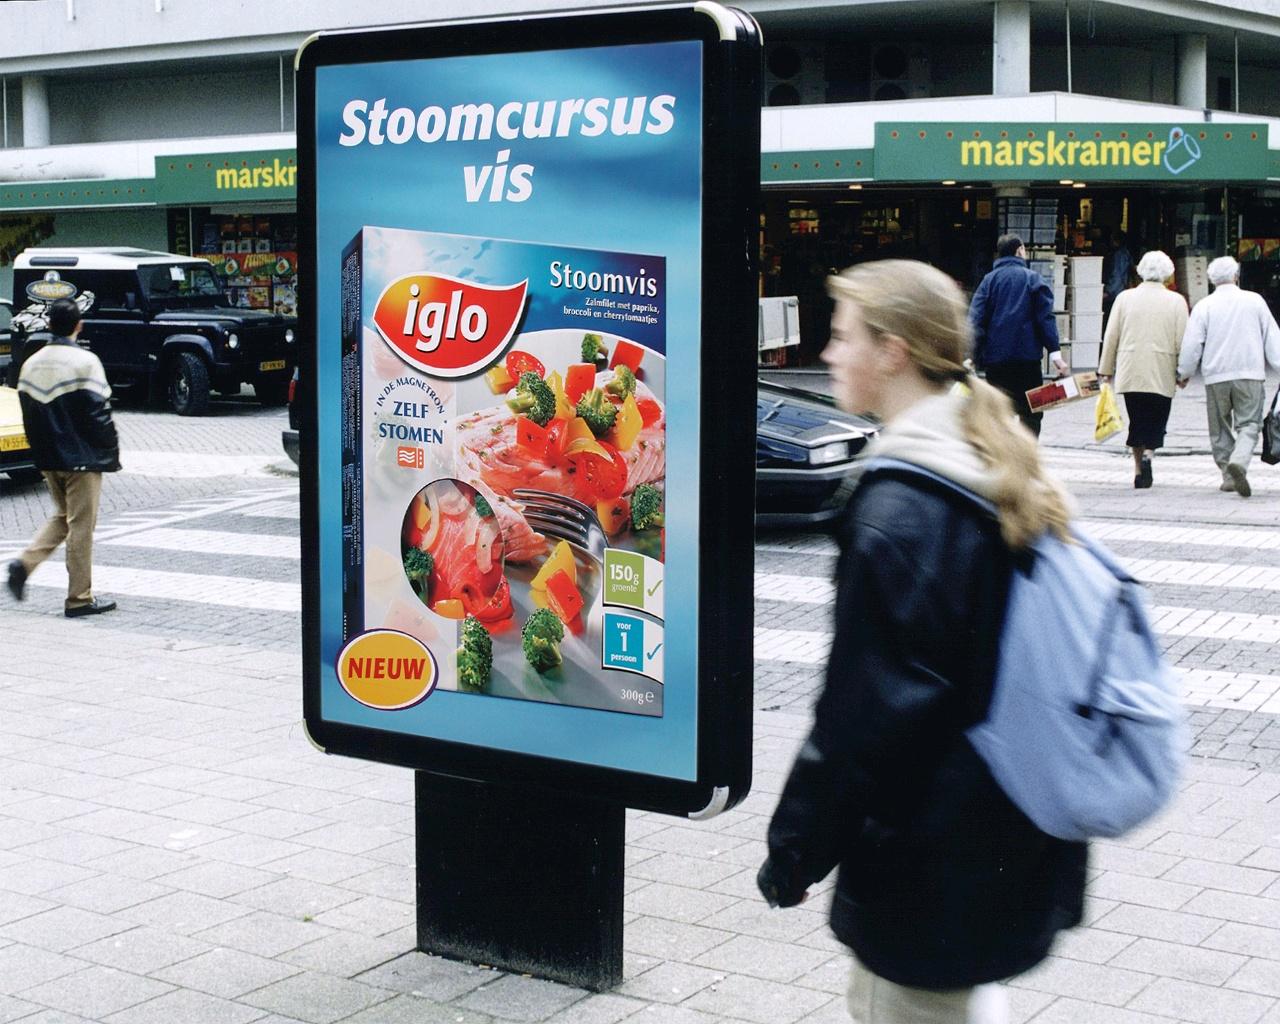 Stoomcursus
vis
marskr
marskramer
iglo
Stoomvis
Zalmfilet met paprika,
broccoli en cherrytomaatjes
IN DE MAGNETRON
ZELF
STOMEN
150g
groente
voor
1
persoon
NIEUW
300g e